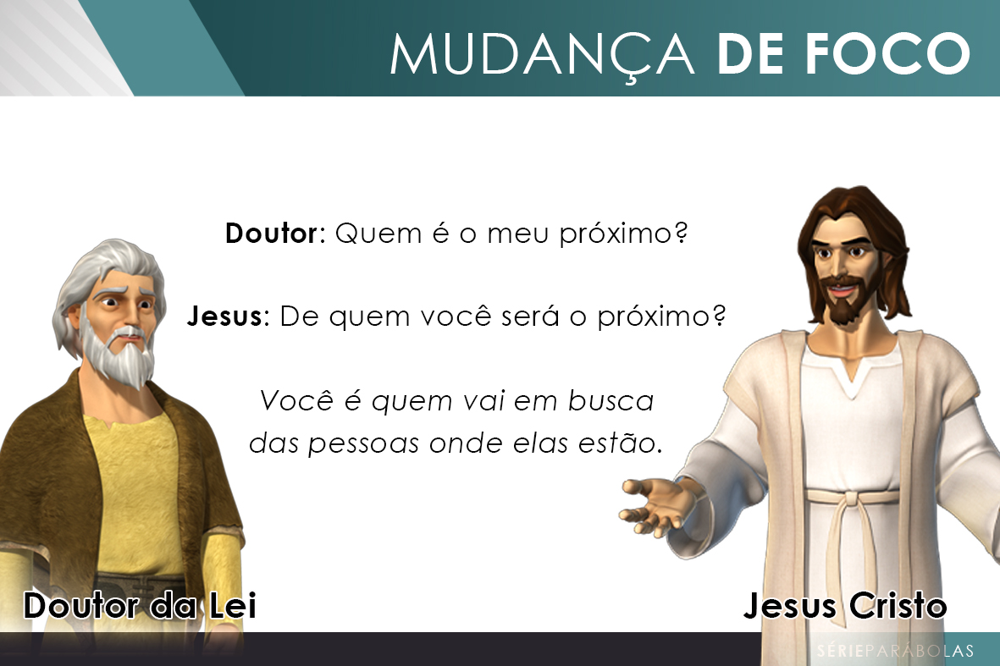 MUDANÇA DE FOCO
Doutor: Quem é o meu próximo?
Jesus: De quem você será o próximo?
Você é quem vai em busca
das pessoas onde elas estão.
Doutor da Lei
Jesus Cristo
SÉRIEPARÁBOLAS